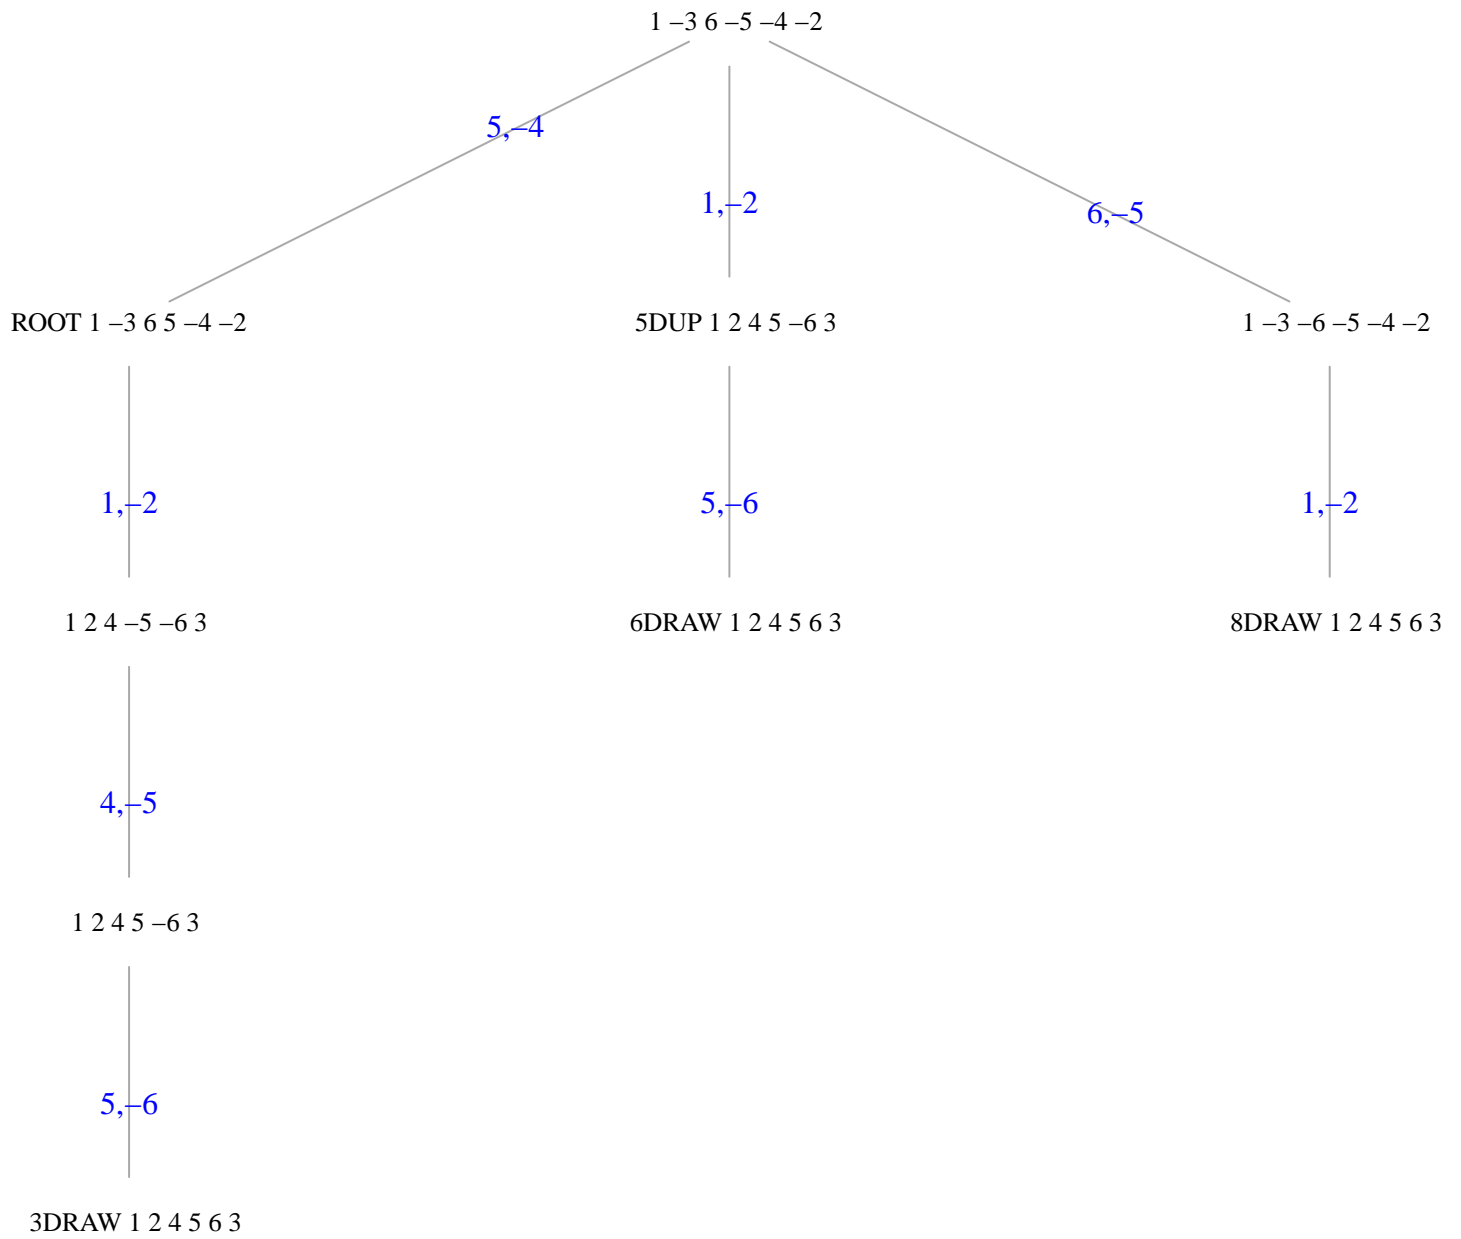 1 –3 6 –5 –4 –2
5,–4
1,–2
6,–5
ROOT 1 –3 6 5 –4 –2
5DUP 1 2 4 5 –6 3
1 –3 –6 –5 –4 –2
1,–2
5,–6
1,–2
1 2 4 –5 –6 3
6DRAW 1 2 4 5 6 3
8DRAW 1 2 4 5 6 3
4,–5
1 2 4 5 –6 3
5,–6
3DRAW 1 2 4 5 6 3